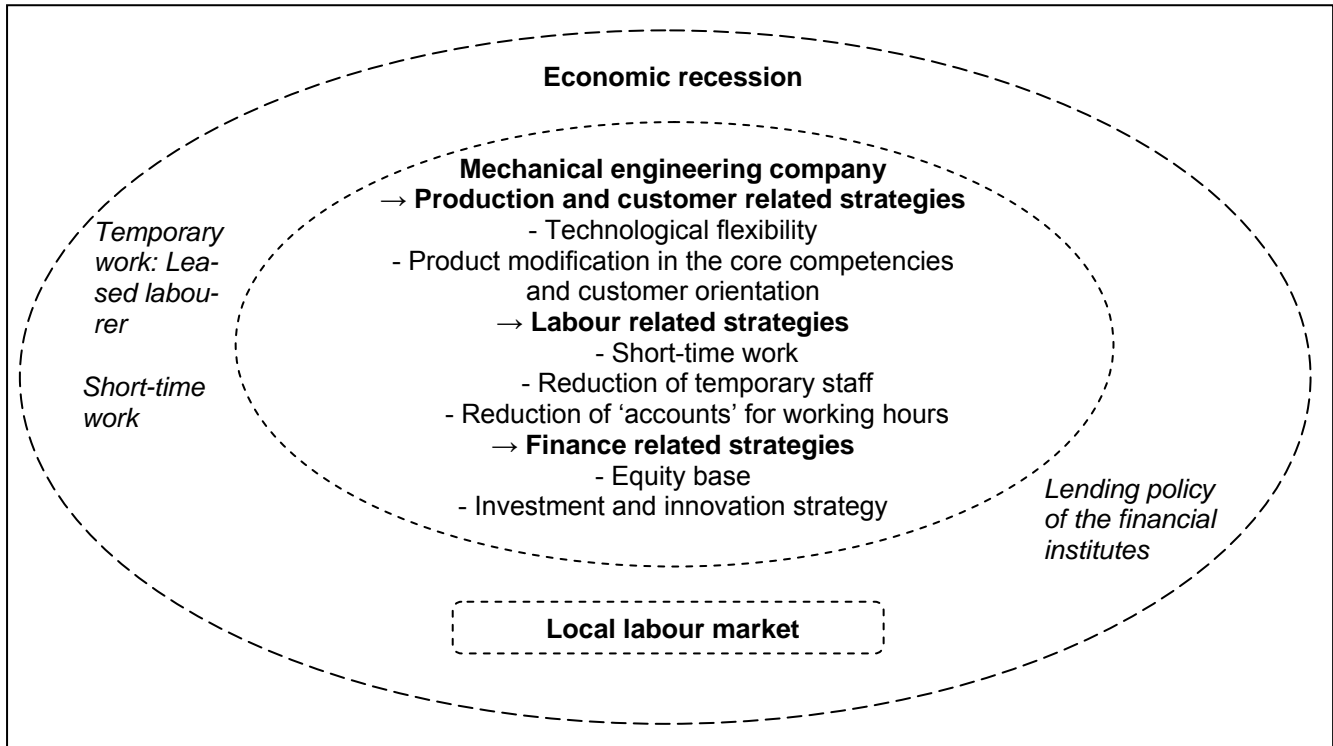 Economic recession
Mechanical engineering company
→ Production and customer related strategies
- Technological flexibility
- Product modification in the core competencies
and customer orientation
→ Labour related strategies
- Short-time work
- Reduction of temporary staff
- Reduction of ‘accounts’ for working hours
→ Finance related strategies
- Equity base
- Investment and innovation strategy
Temporary
work: Lea-
sed labou-
rer
Short-time
work
Lending policy
of the financial
institutes
Local labour market